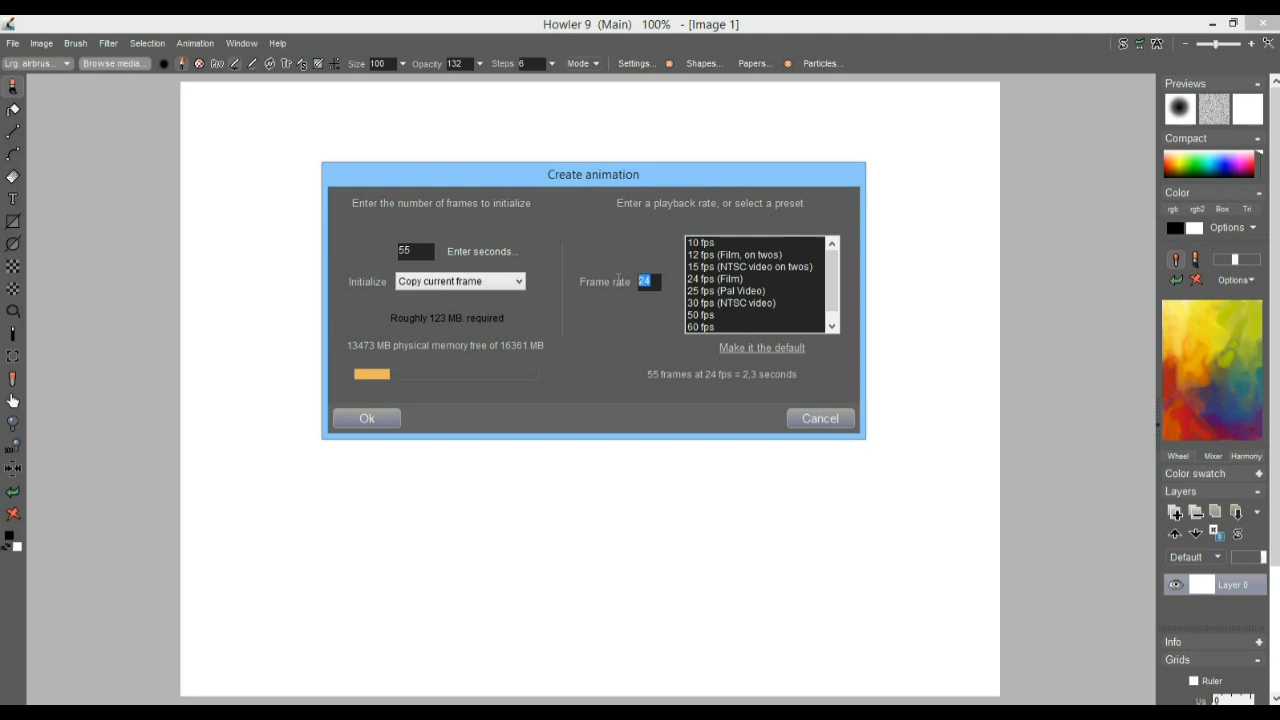 Howler 9 (Main) 100% - [Image 1]
File Image Brush Filter Selection Animation Window Help
Lrg. airbrus... Browse media... Size 100 Opacity 132 Steps 6 Mode Settings... Shapes... Papers... Particles...
Previews
Compact
Color
rgb rgb2 Box Tri
Options
Options
Wheel Mixer Harmony
Color swatch
Layers
Default
Layer 0
Info
Grids
Ruler
0
Create animation
Enter the number of frames to initialize
55 Enter seconds...
Initialize Copy current frame
Roughly 123 MB. required
13473 MB physical memory free of 16361 MB
Enter a playback rate, or select a preset
Frame rate 24
10 fps
12 fps (Film, on twos)
15 fps (NTSC video on twos)
24 fps (Film)
25 fps (Pal Video)
30 fps (NTSC video)
50 fps
60 fps
Make it the default
55 frames at 24 fps = 2,3 seconds
Ok Cancel